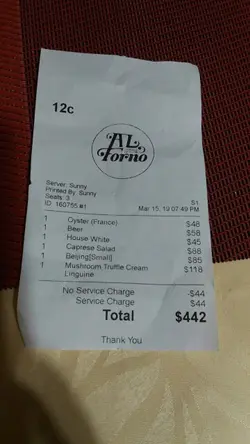 12c
AL
Forno
Server: Sunny
Printed By: Sunny
Seats: 3
S1
ID: 160755 #1
Mar 15, 19 07:49 PM
1 Oyster (France) $48
1 Beer $58
1 House White $45
1 Caprese Salad $88
1 Beijing[Small] $85
1 Mushroom Truffle Cream $118
Linguine
No Service Charge -$44
Service Charge $44
Total $442
Thank You